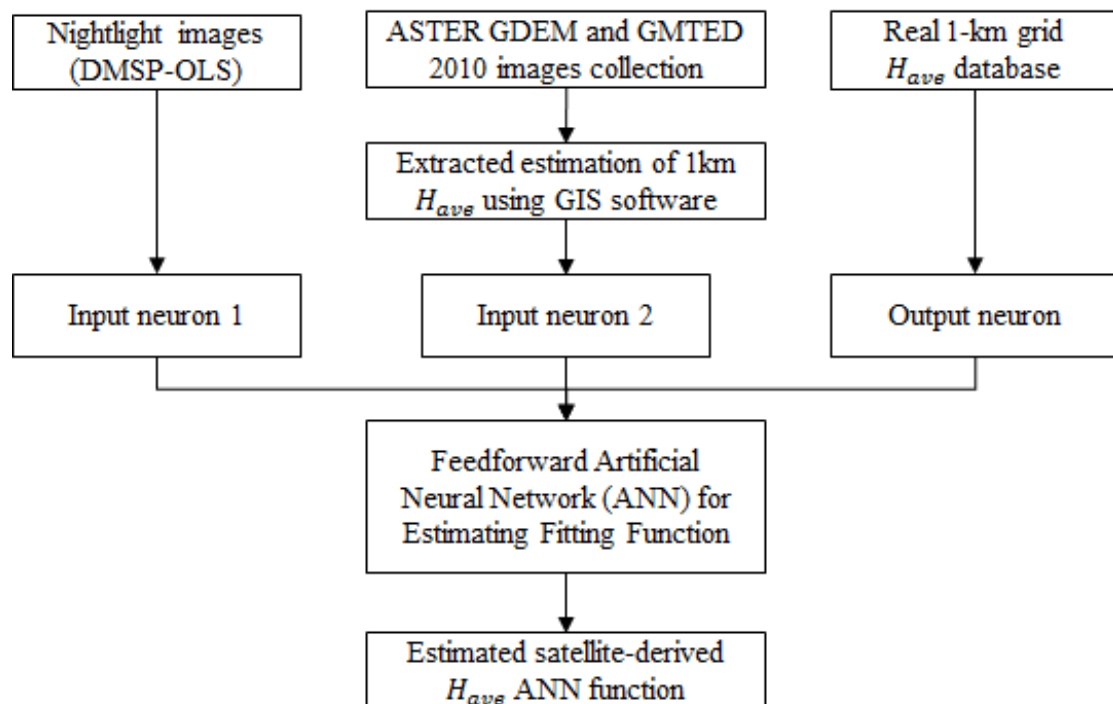 Nightlight images
(DMSP-OLS)
ASTER GDEM and GMTED
2010 images collection
Real 1-km grid
H_ave database
Extracted estimation of 1km
H_ave using GIS software
Input neuron 1
Input neuron 2
Output neuron
Feedforward Artificial
Neural Network (ANN) for
Estimating Fitting Function
Estimated satellite-derived
H_ave ANN function